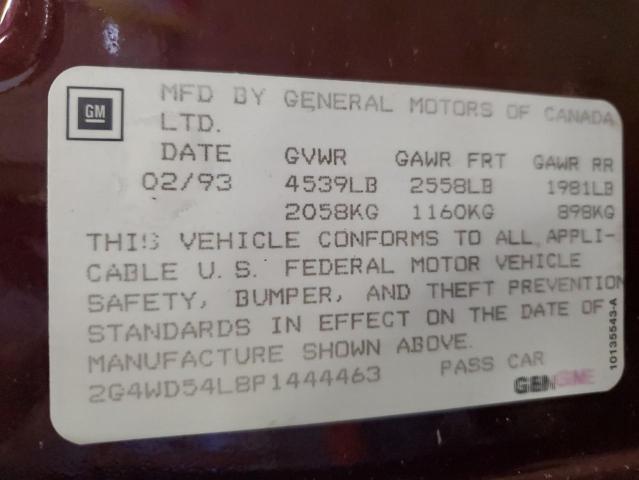 GM
MFD BY GENERAL MOTORS OF CANADA
LTD.
DATE GVWR GAWR FRT GAWR RR
02/93 4539LB 2558LB 1981LB
2058KG 1160KG 898KG
THIS VEHICLE CONFORMS TO ALL APPLI-
CABLE U.S. FEDERAL MOTOR VEHICLE
SAFETY, BUMPER, AND THEFT PREVENTION
STANDARDS IN EFFECT ON THE DATE OF
MANUFACTURE SHOWN ABOVE.
2G4WD54L8P1444463 PASS CAR
GENUINE
10135543-A